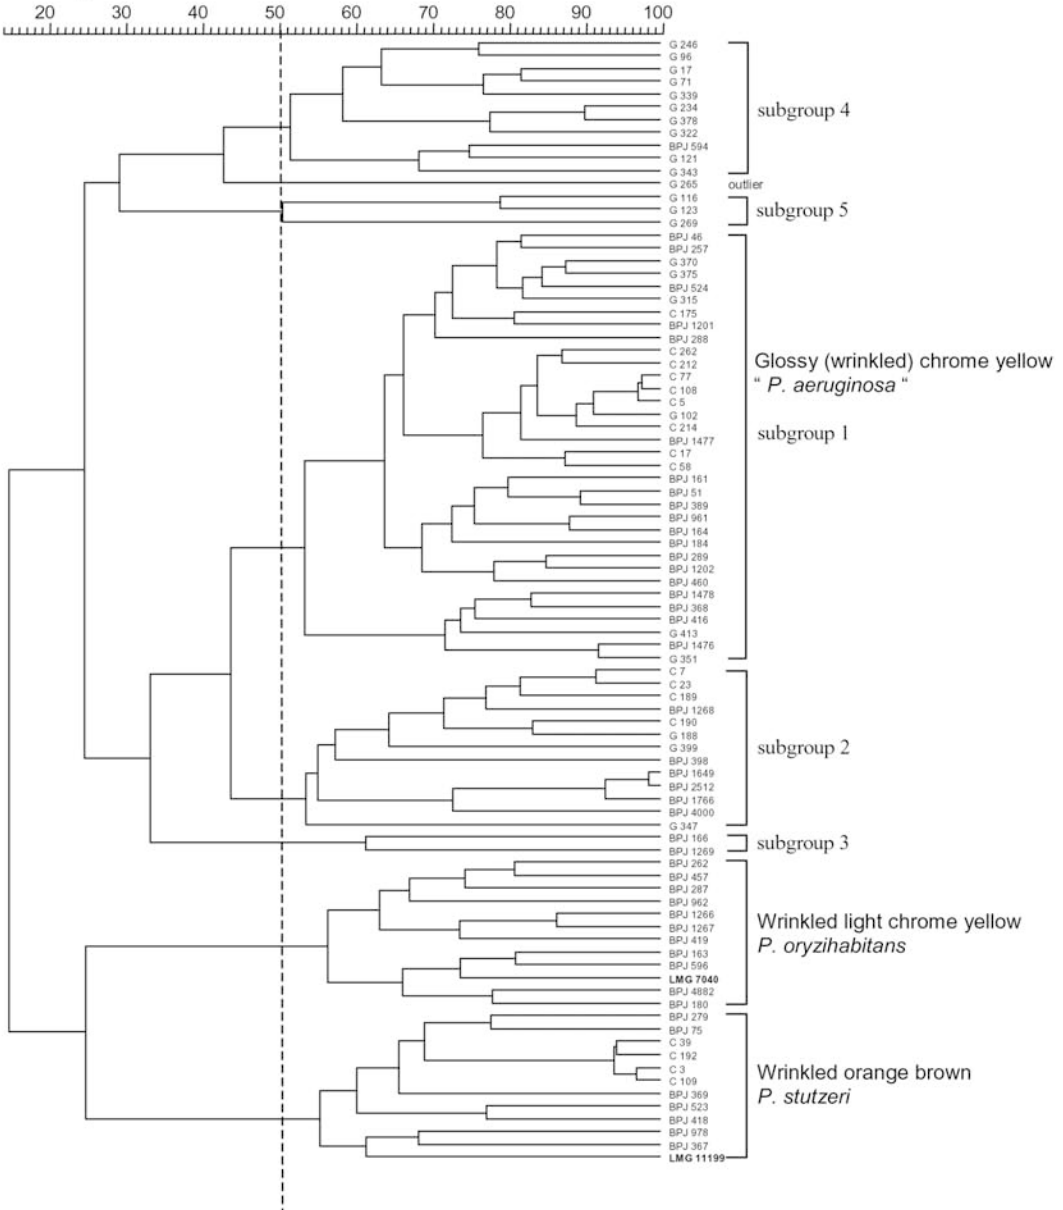 20 30 40 50 60 70 80 90 100
G 246
G 96
G 17
G 71
G 339
G 234
G 378
G 322
BPJ 594
G 121
G 343
subgroup 4
G 265 outlier
G 116
G 123
G 269
subgroup 5
BPJ 46
BPJ 257
G 370
G 375
BPJ 524
G 315
C 175
BPJ 1201
BPJ 288
C 262
C 212
C 77
C 108
C 5
G 102
C 214
BPJ 1477
C 17
C 58
BPJ 161
BPJ 51
BPJ 389
BPJ 961
BPJ 164
BPJ 184
BPJ 289
BPJ 1202
BPJ 460
BPJ 1478
BPJ 368
BPJ 416
G 413
BPJ 1476
G 351
Glossy (wrinkled) chrome yellow
“ P. aeruginosa “
subgroup 1
C 7
C 23
C 189
BPJ 1268
C 190
G 188
G 399
BPJ 398
BPJ 1649
BPJ 2512
BPJ 1766
BPJ 4000
G 347
subgroup 2
BPJ 166
BPJ 1269
subgroup 3
BPJ 262
BPJ 457
BPJ 287
BPJ 962
BPJ 1266
BPJ 1267
BPJ 419
BPJ 163
BPJ 596
LMG 7040
BPJ 4882
BPJ 180
Wrinkled light chrome yellow
P. oryzihabitans
BPJ 279
BPJ 75
C 39
C 192
C 3
C 109
BPJ 369
BPJ 523
BPJ 418
BPJ 978
BPJ 367
LMG 11199
Wrinkled orange brown
P. stutzeri